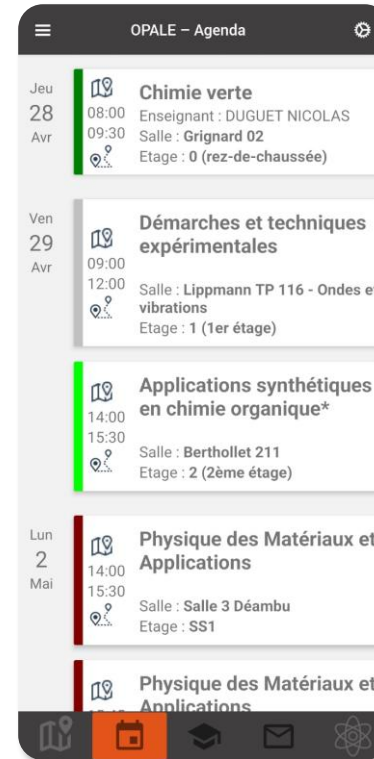 OPALE – Agenda
Jeu
28
Avr
08:00
09:30
Chimie verte
Enseignant : DUGUET NICOLAS
Salle : Grignard 02
Etage : 0 (rez-de-chaussée)
Ven
29
Avr
09:00
12:00
Démarches et techniques
expérimentales
Salle : Lippmann TP 116 - Ondes et
vibrations
Etage : 1 (1er étage)
14:00
15:30
Applications synthétiques
en chimie organique*
Salle : Berthollet 211
Etage : 2 (2ème étage)
Lun
2
Mai
14:00
15:30
Physique des Matériaux et
Applications
Salle : Salle 3 Déambu
Etage : SS1
Physique des Matériaux et
Applications